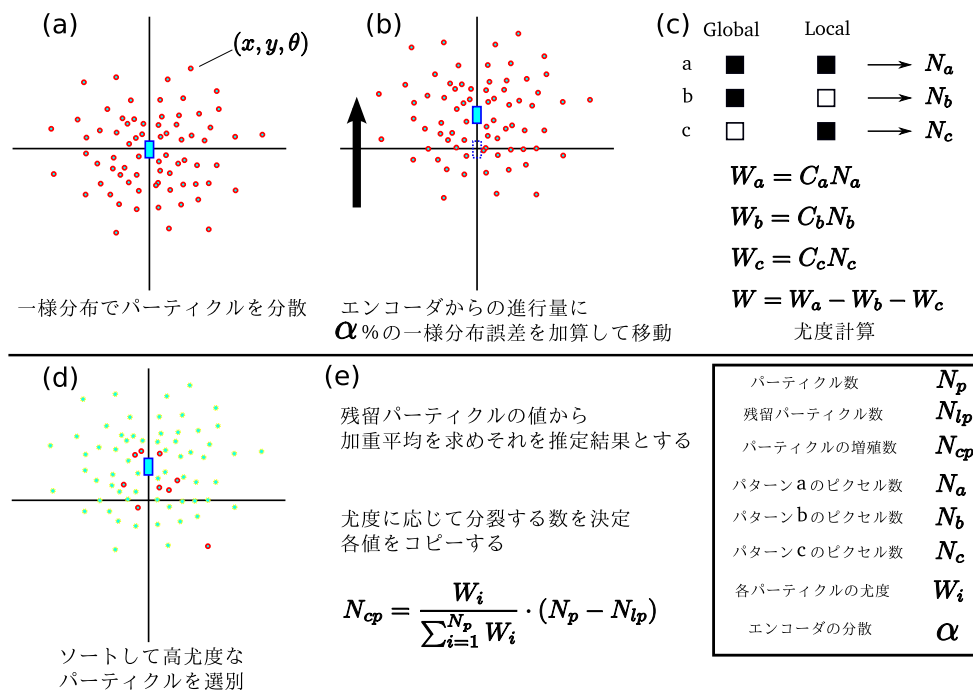 (a)
(x, y, θ)
一様分布でパーティクルを分散
(b)
エンコーダからの進行量に
α%の一様分布誤差を加算して移動
(c)
Global Local
a → N_a
b → N_b
c → N_c
W_a = C_a N_a
W_b = C_b N_b
W_c = C_c N_c
W = W_a − W_b − W_c
尤度計算
(d)
ソートして高尤度な
パーティクルを選別
(e)
残留パーティクルの値から
加重平均を求めそれを推定結果とする
尤度に応じて分裂する数を決定
各値をコピーする
N_{cp} = \frac{W_i}{\sum_{i=1}^{N_p} W_i} · (N_p − N_{lp})
パーティクル数 N_p
残留パーティクル数 N_{lp}
パーティクルの増殖数 N_{cp}
パターンaのピクセル数 N_a
パターンbのピクセル数 N_b
パターンcのピクセル数 N_c
各パーティクルの尤度 W_i
エンコーダの分散 α